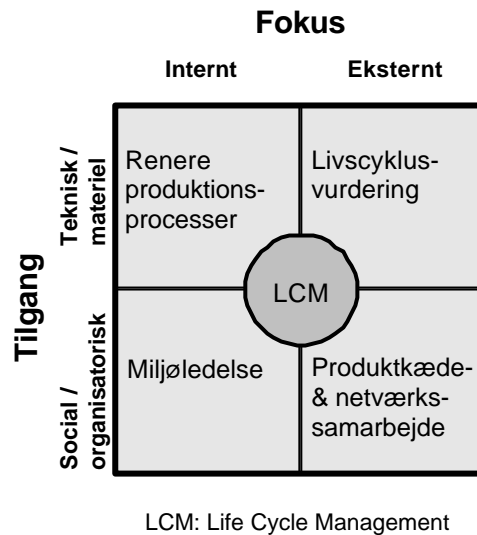 Fokus
Internt
Eksternt
Tilgang
Teknisk /
materiel
Renere
produktions-
processer
Livscyklus-
vurdering
LCM
Social /
organisatorisk
Miljøledelse
Produktkæde-
& netværks-
samarbejde
LCM: Life Cycle Management